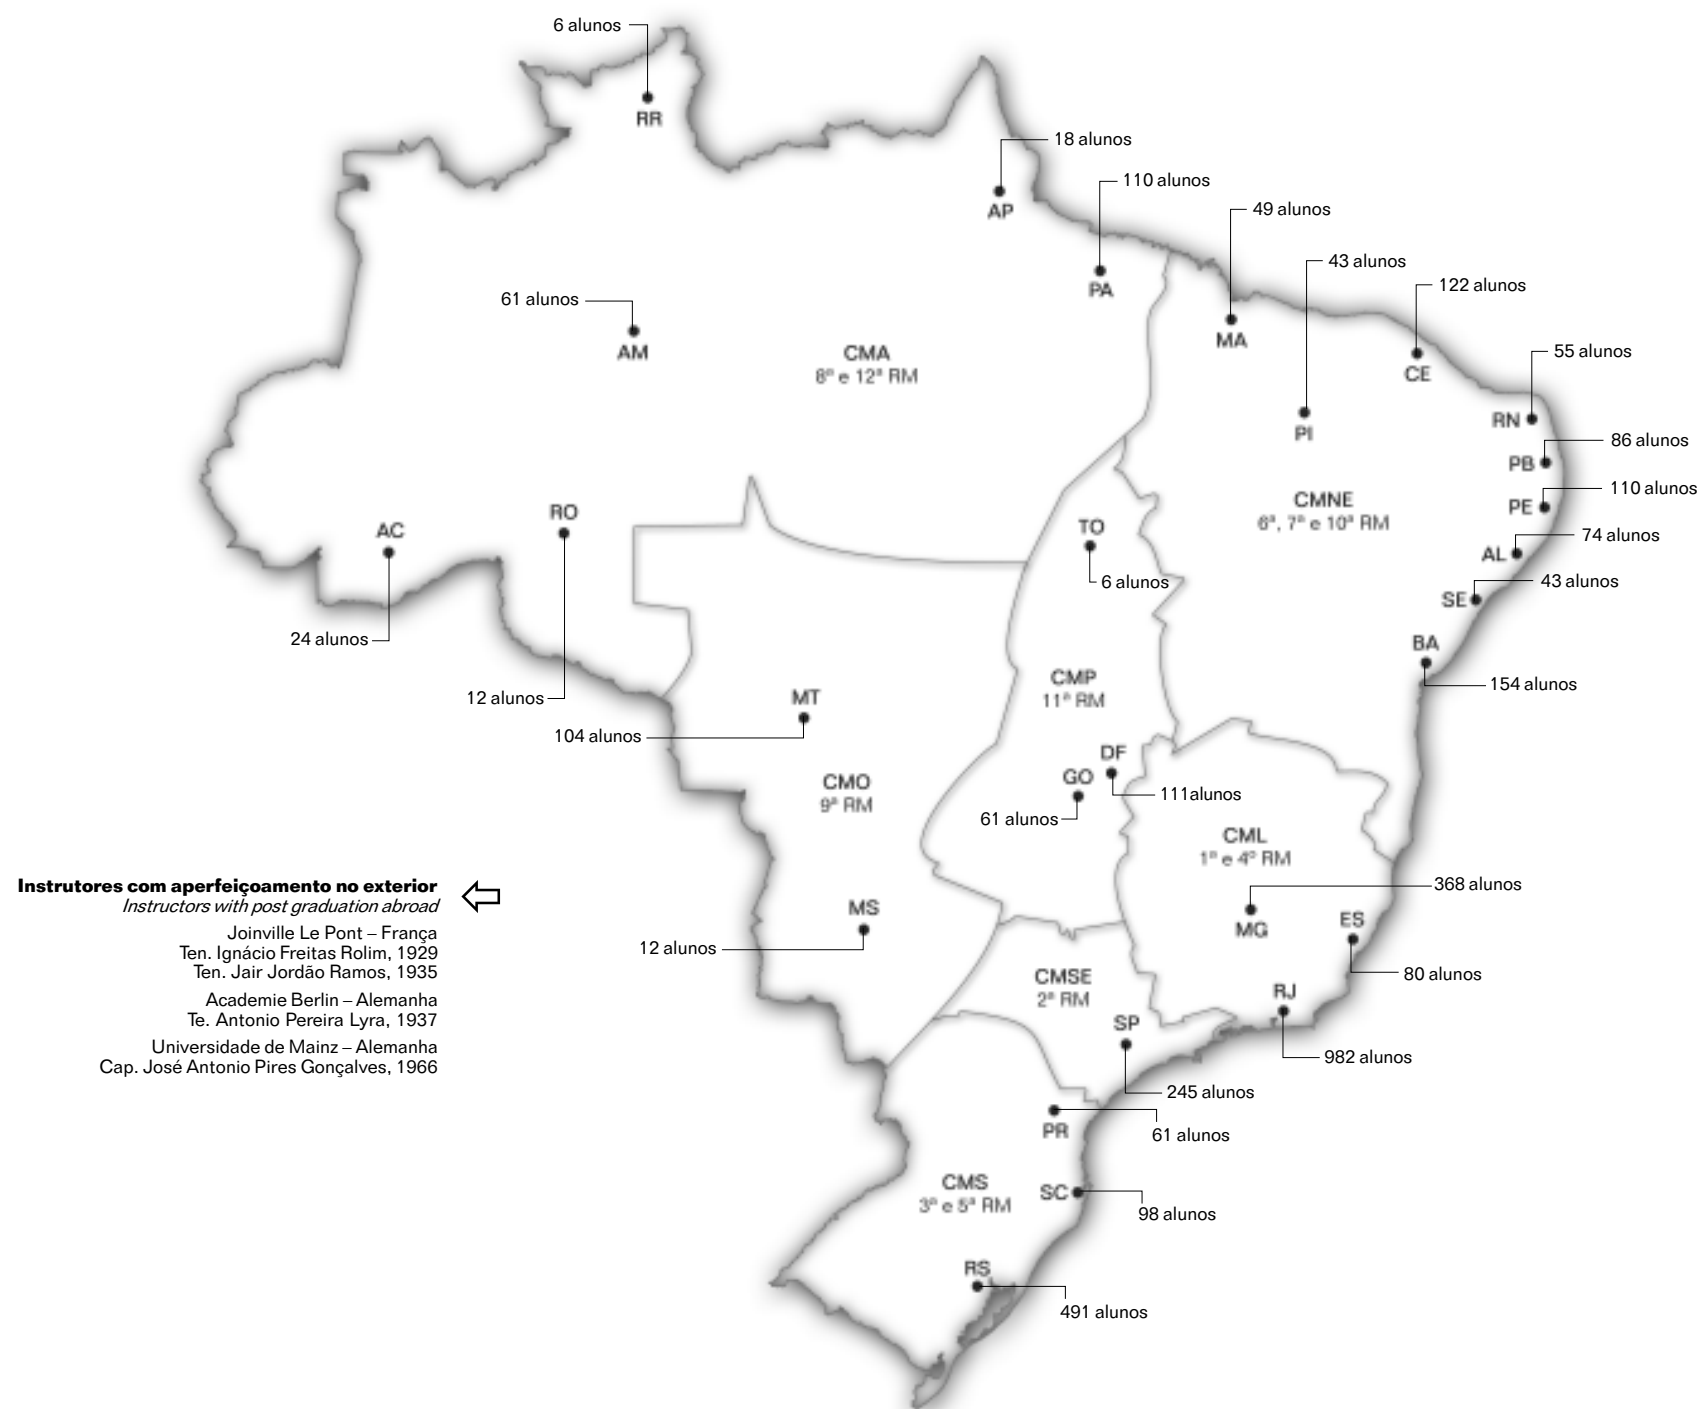 6 alunos
RR
18 alunos
AP
110 alunos
PA
49 alunos
MA
43 alunos
PI
122 alunos
CE
61 alunos
AM
CMA
8ª e 12ª RM
55 alunos
RN
86 alunos
PB
110 alunos
PE
CMNE
6ª, 7ª e 10ª RM
74 alunos
AL
43 alunos
SE
BA
154 alunos
AC
24 alunos
RO
12 alunos
TO
6 alunos
MT
104 alunos
CMP
11ª RM
DF
111alunos
GO
61 alunos
CMO
9ª RM
CML
1ª e 4ª RM
368 alunos
MG
ES
80 alunos
MS
12 alunos
Instrutores com aperfeiçoamento no exterior
Instructors with post graduation abroad
Joinville Le Pont – França
Ten. Ignácio Freitas Rolim, 1929
Ten. Jair Jordão Ramos, 1935
Academie Berlin – Alemanha
Te. Antonio Pereira Lyra, 1937
Universidade de Mainz – Alemanha
Cap. José Antonio Pires Gonçalves, 1966
CMSE
2ª RM
RJ
982 alunos
SP
245 alunos
PR
61 alunos
CMS
3ª e 5ª RM
SC
98 alunos
RS
491 alunos